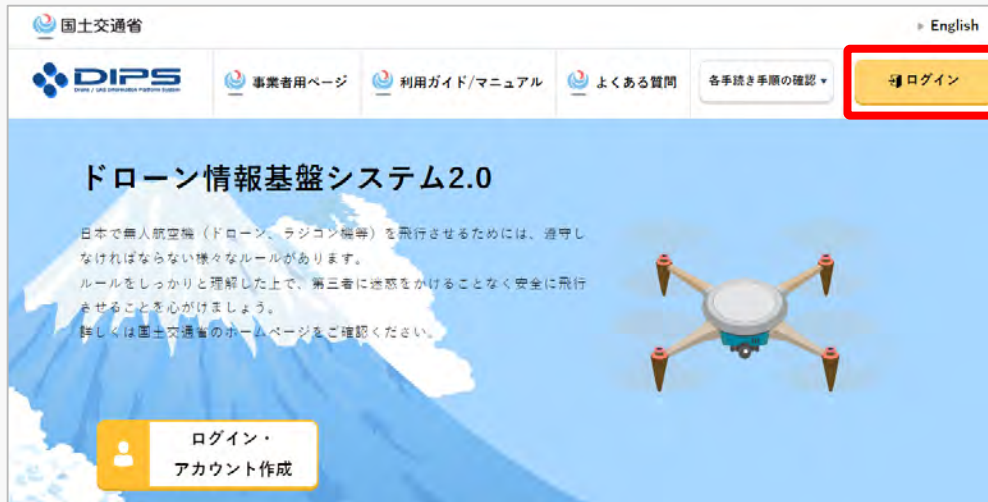 国土交通省
English
DIPS
Drone / UAS Information Platform System
事業者用ページ
利用ガイド/マニュアル
よくある質問
各手続き手順の確認▼
ログイン
ドローン情報基盤システム2.0
日本で無人航空機（ドローン、ラジコン機等）を飛行させるためには、遵守し
なければならない様々なルールがあります。
ルールをしっかりと理解した上で、第三者に迷惑をかけることなく安全に飛行
させることを心がけましょう。
詳しくは国土交通省のホームページをご確認ください。
ログイン・
アカウント作成